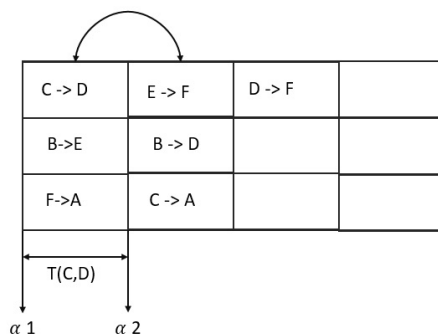 C -> D E -> F D -> F
B->E B -> D
F->A C -> A
T(C,D)
α 1 α 2